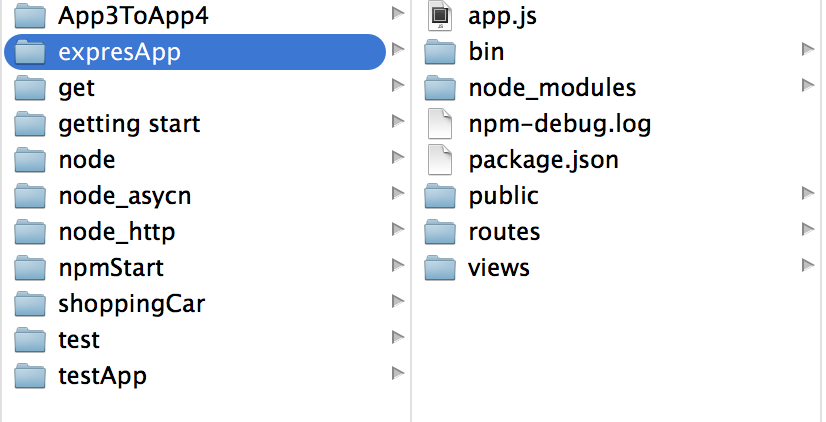 App3ToApp4
expresApp
get
getting start
node
node_asycn
node_http
npmStart
shoppingCar
test
testApp
app.js
bin
node_modules
npm-debug.log
package.json
public
routes
views